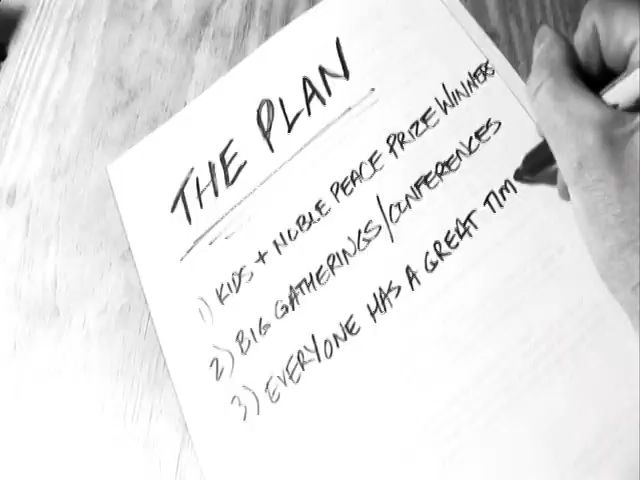 THE PLAN
1) KIDS + NOBLE PEACE PRIZE WINNERS
2) BIG GATHERINGS/CONFERENCES
3) EVERYONE HAS A GREAT TIM